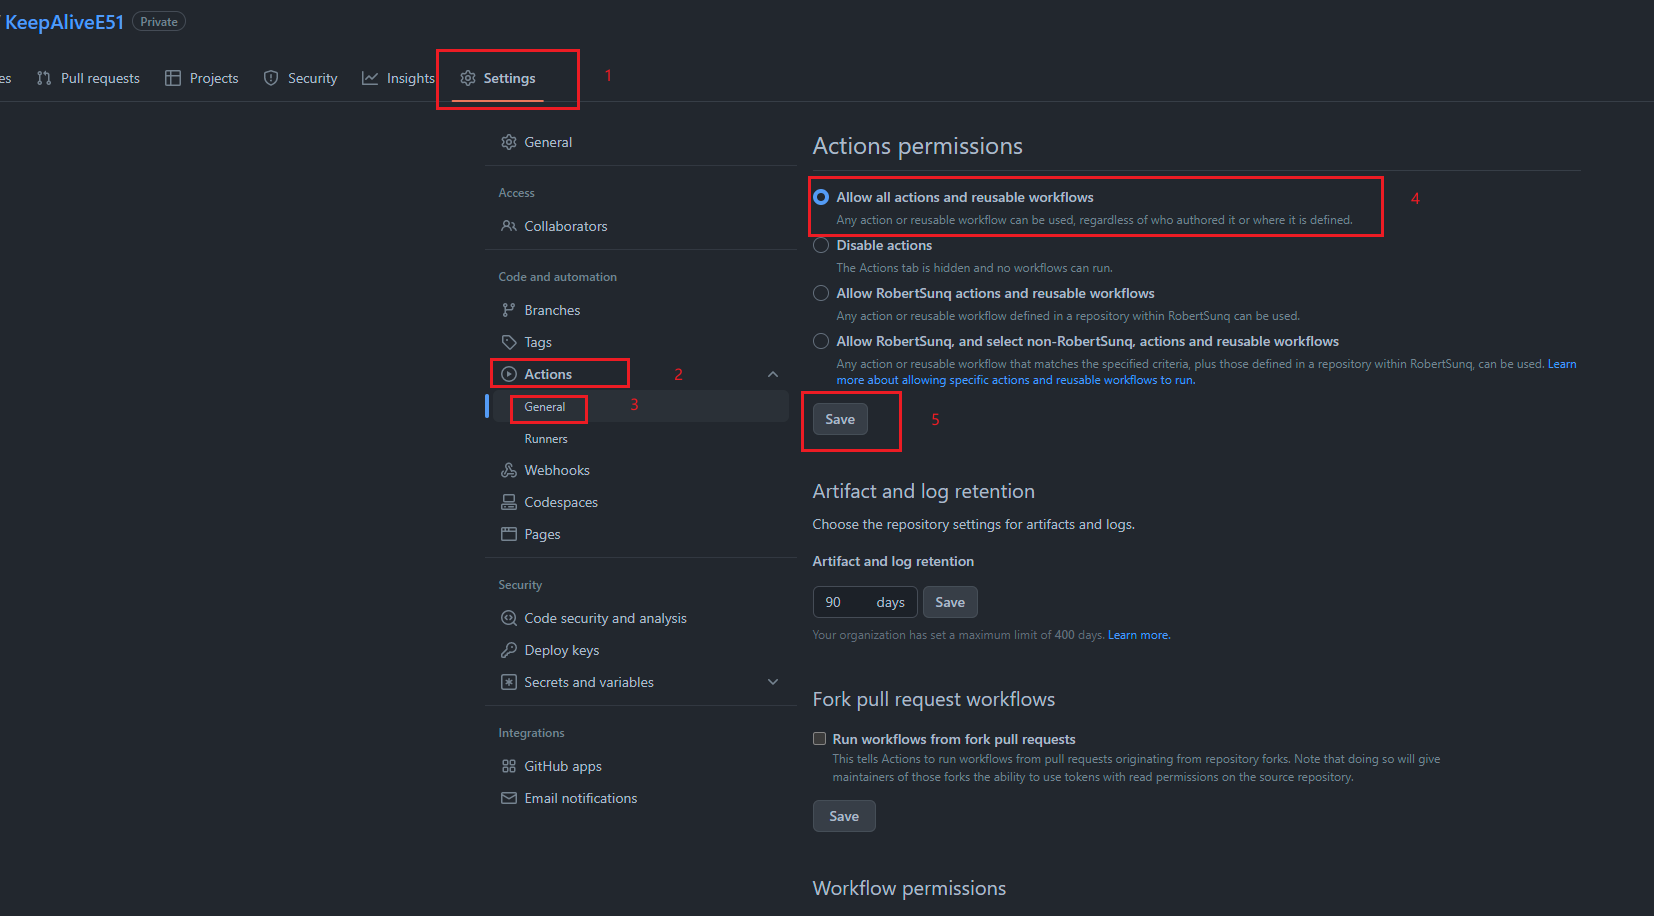 KeepAliveE51 Private
es Pull requests Projects Security Insights Settings 1
General
Access
Collaborators
Code and automation
Branches
Tags
Actions 2
General 3
Runners
Webhooks
Codespaces
Pages
Security
Code security and analysis
Deploy keys
Secrets and variables
Integrations
GitHub apps
Email notifications
Actions permissions
Allow all actions and reusable workflows 4
Any action or reusable workflow can be used, regardless of who authored it or where it is defined.
Disable actions
The Actions tab is hidden and no workflows can run.
Allow RobertSunq actions and reusable workflows
Any action or reusable workflow defined in a repository within RobertSunq can be used.
Allow RobertSunq, and select non-RobertSunq, actions and reusable workflows
Any action or reusable workflow that matches the specified criteria, plus those defined in a repository within RobertSunq, can be used. Learn
more about allowing specific actions and reusable workflows to run.
Save 5
Artifact and log retention
Choose the repository settings for artifacts and logs.
Artifact and log retention
90 days Save
Your organization has set a maximum limit of 400 days. Learn more.
Fork pull request workflows
Run workflows from fork pull requests
This tells Actions to run workflows from pull requests originating from repository forks. Note that doing so will give
maintainers of those forks the ability to use tokens with read permissions on the source repository.
Save
Workflow permissions